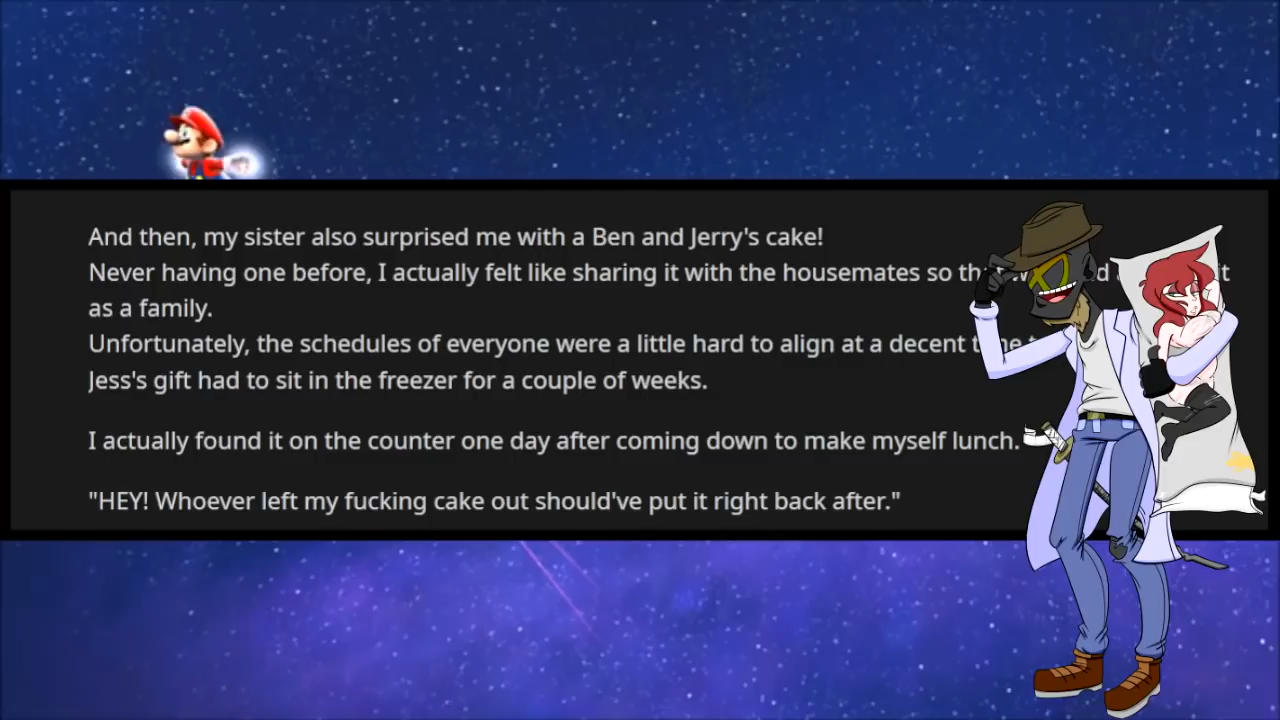 And then, my sister also surprised me with a Ben and Jerry's cake!
Never having one before, I actually felt like sharing it with the housemates so it
as a family.
Unfortunately, the schedules of everyone were a little hard to align at a decent
Jess's gift had to sit in the freezer for a couple of weeks.
I actually found it on the counter one day after coming down to make myself lunch.
"HEY! Whoever left my fucking cake out should've put it right back after."